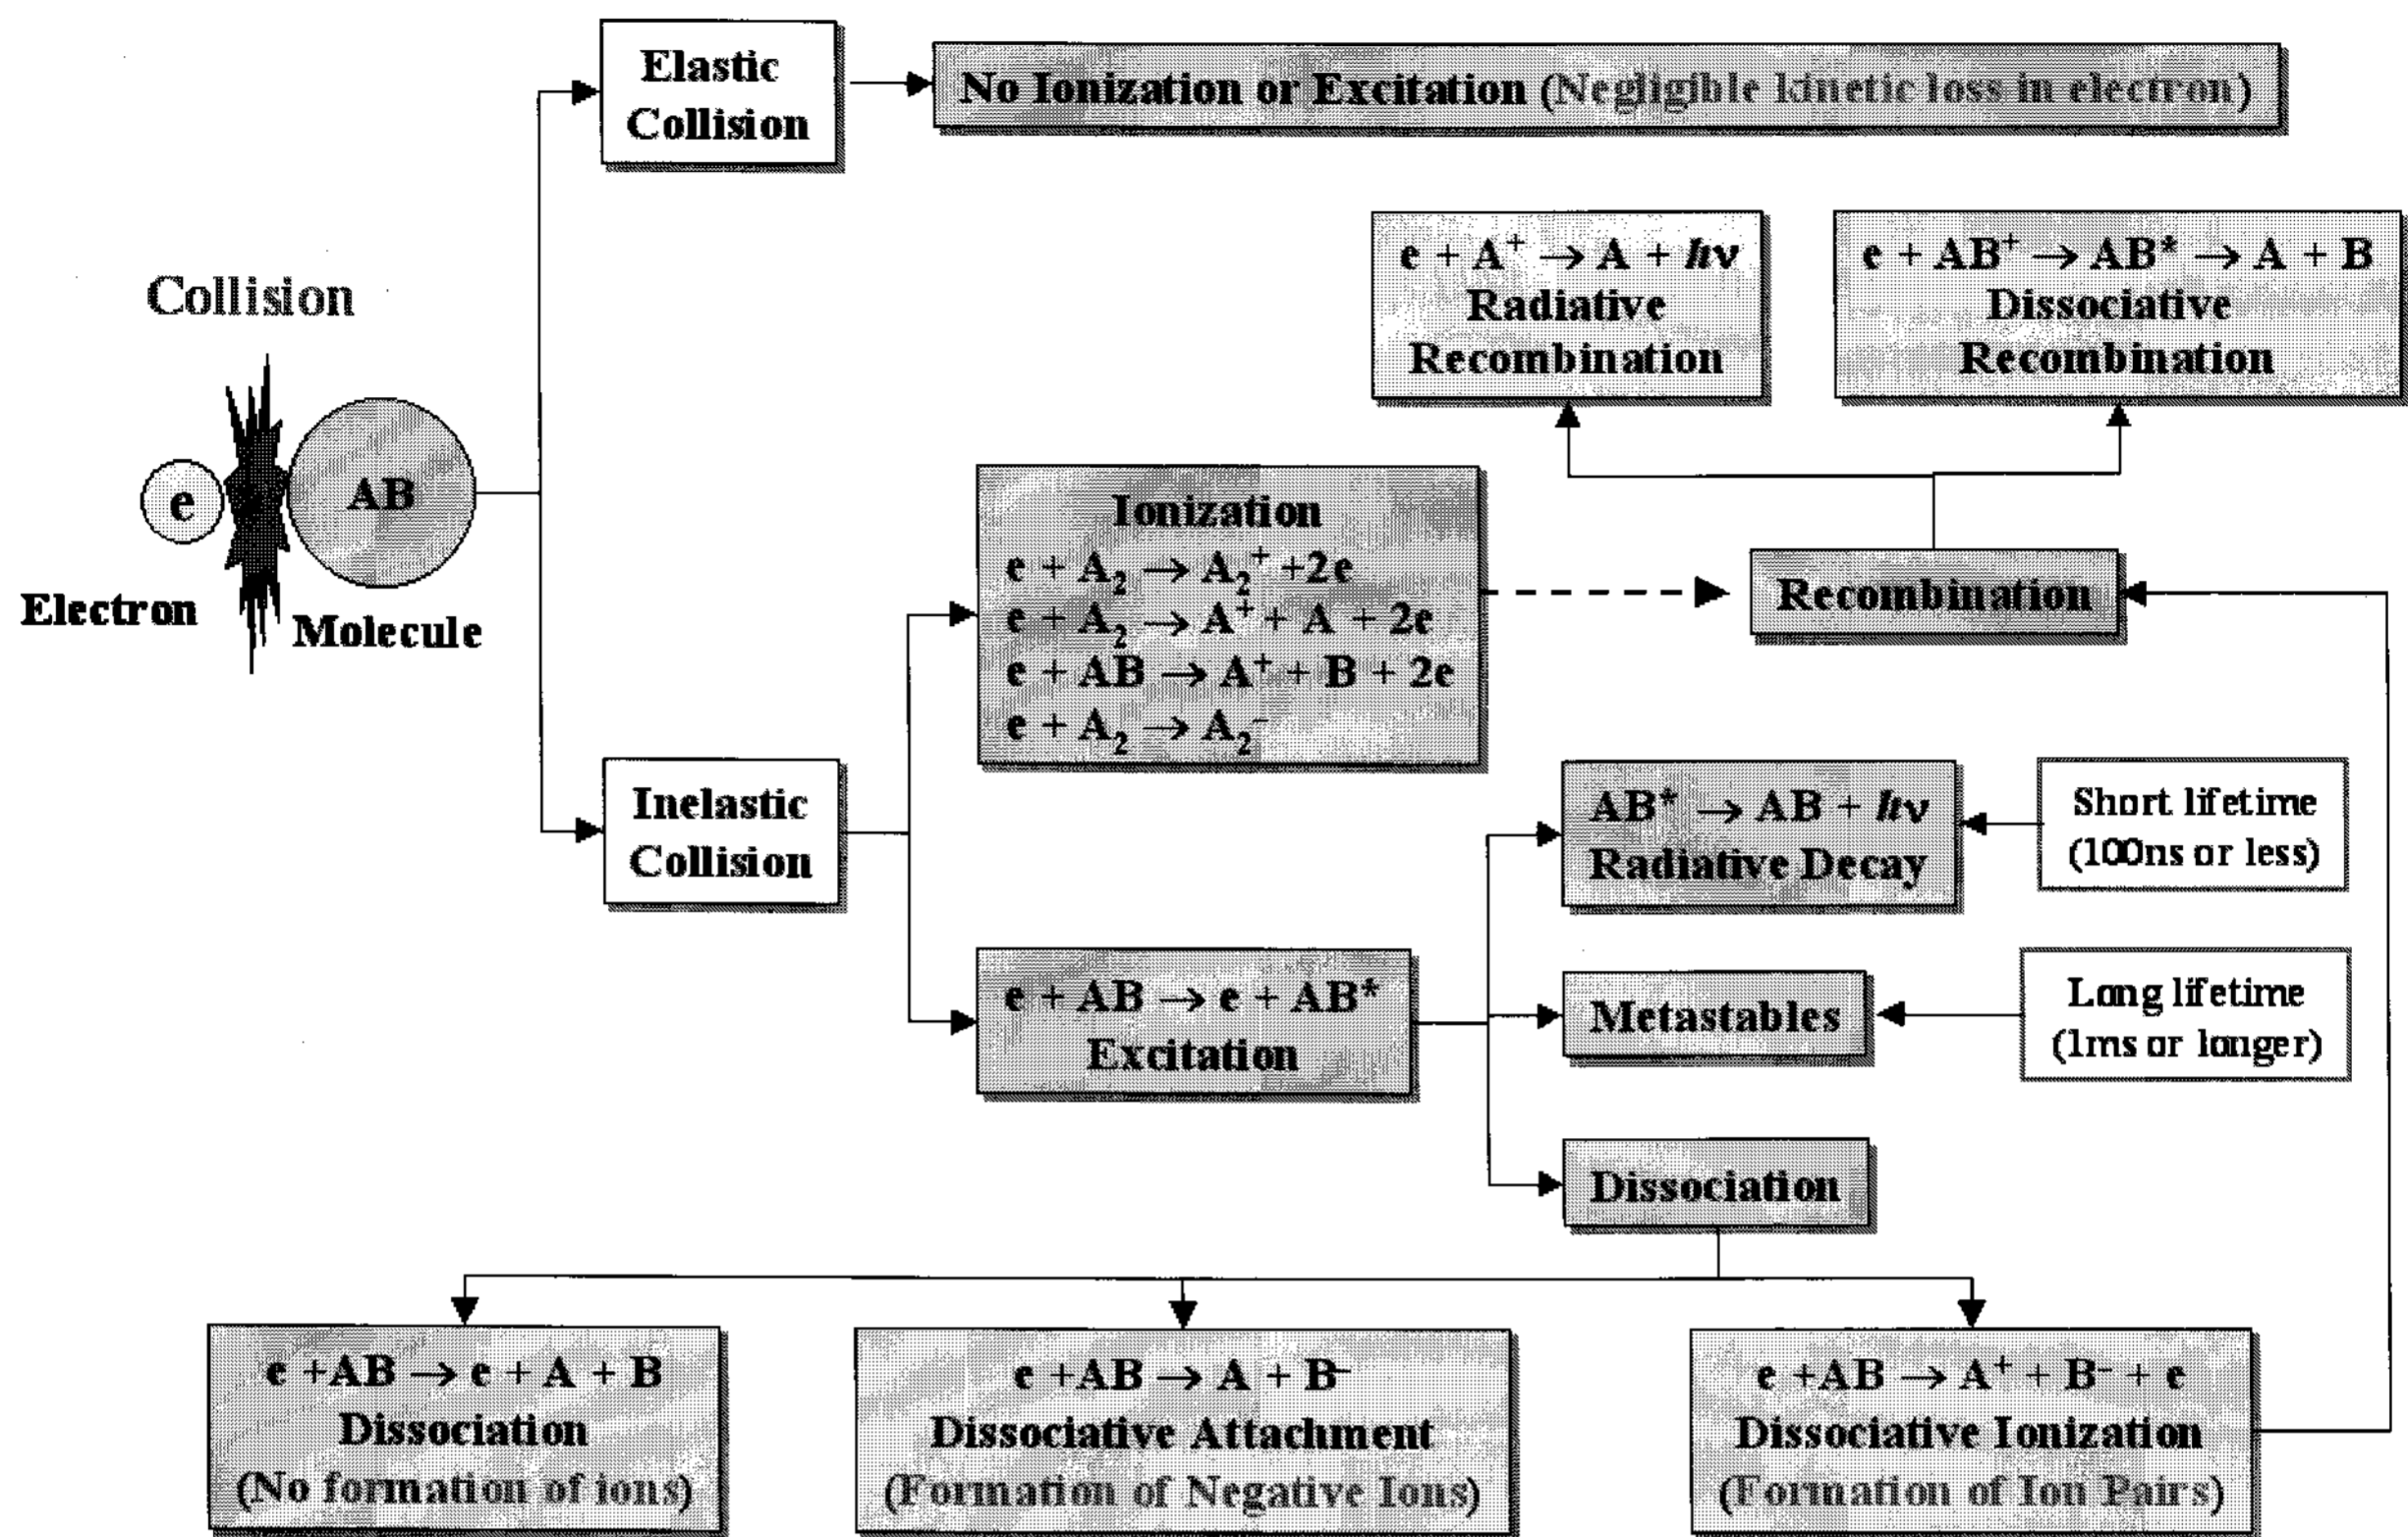 Elastic
Collision
No Ionization or Excitation (Negligible kinetic loss in electron)
e + A⁺ → A + hν
Radiative
Recombination
e + AB⁺ → AB* → A + B
Dissociative
Recombination
Collision
e
AB
Electron
Molecule
Ionization
e + A₂ → A₂⁺ +2e
e + A₂ → A⁺ + A + 2e
e + AB → A⁺ + B + 2e
e + A₂ → A₂⁻
Recombination
Inelastic
Collision
AB* → AB + hν
Radiative Decay
Short lifetime
(100ns or less)
e + AB → e + AB*
Excitation
Metastables
Long lifetime
(1ms or longer)
Dissociation
e +AB → e + A + B
Dissociation
(No formation of ions)
e +AB → A + B⁻
Dissociative Attachment
(Formation of Negative Ions)
e +AB → A⁺ + B⁻ + e
Dissociative Ionization
(Formation of Ion Pairs)